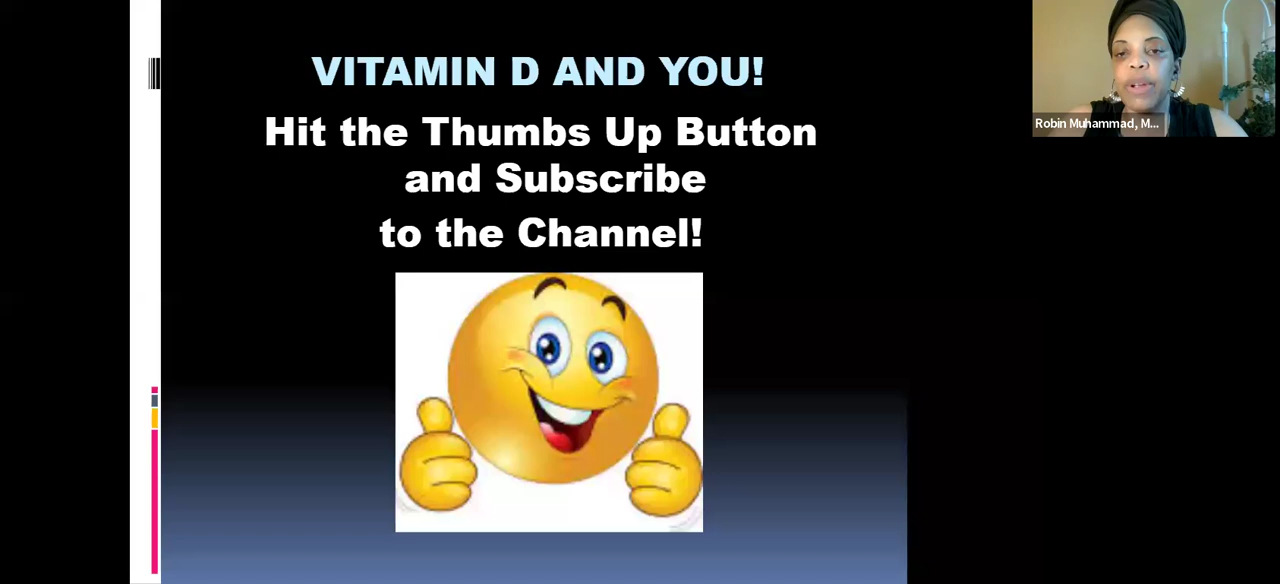 VITAMIN D AND YOU!
Hit the Thumbs Up Button
and Subscribe
to the Channel!
Robin Muhammad, M...